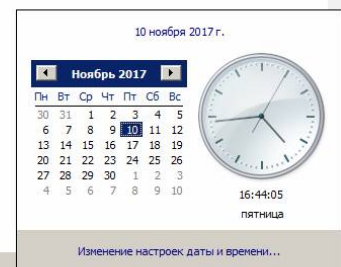 10 ноября 2017 г.
Ноябрь 2017
Пн Вт Ср Чт Пт Сб Вс
30 31 1 2 3 4 5
6 7 8 9 10 11 12
13 14 15 16 17 18 19
20 21 22 23 24 25 26
27 28 29 30 1 2 3
4 5 6 7 8 9 10
16:44:05
пятница
Изменение настроек даты и времени...